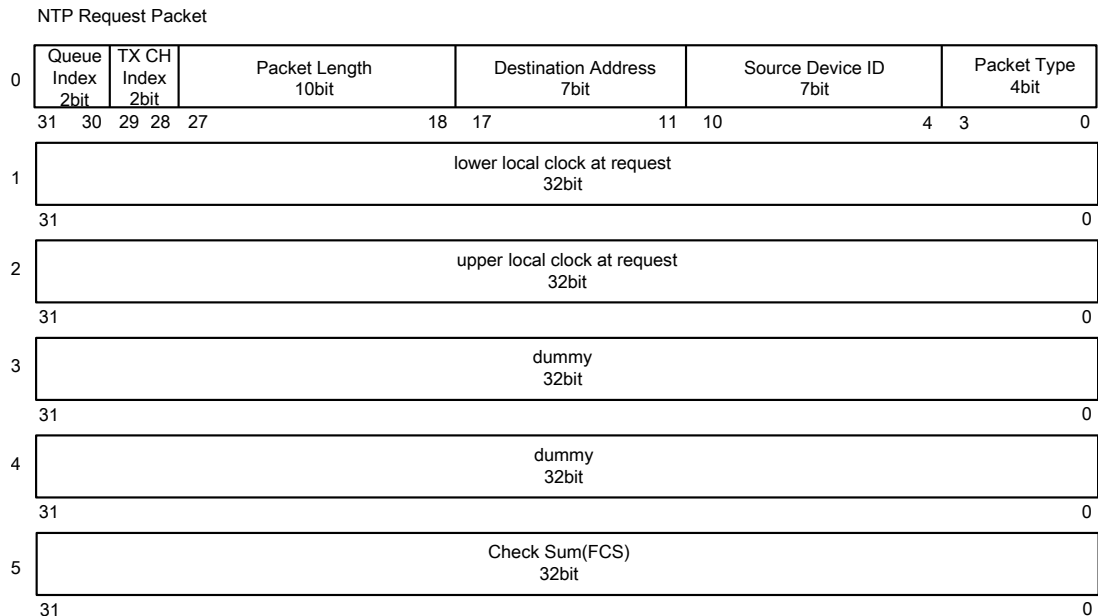 NTP Request Packet
0
Queue Index 2bit
TX CH Index 2bit
Packet Length 10bit
Destination Address 7bit
Source Device ID 7bit
Packet Type 4bit
31 30 29 28 27 18 17 11 10 4 3 0
1
lower local clock at request
32bit
31 0
2
upper local clock at request
32bit
31 0
3
dummy
32bit
31 0
4
dummy
32bit
31 0
5
Check Sum(FCS)
32bit
31 0